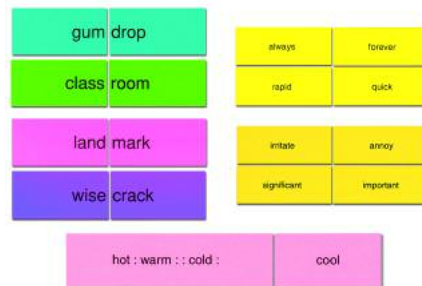 gum drop
class room
land mark
wise crack
always forever
rapid quick
irritate annoy
significant important
hot : warm : : cold : cool